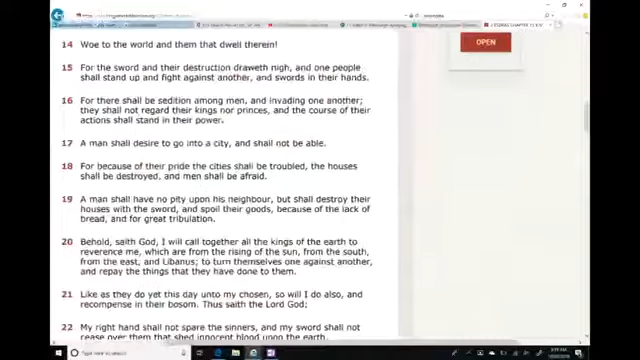 2 ESDRAS CHAPTER 15 KJV
14 Woe to the world and them that dwell therein!
OPEN
15 For the sword and their destruction draweth nigh, and one people
shall stand up and fight against another, and swords in their hands.
16 For there shall be sedition among men, and invading one another;
they shall not regard their kings nor princes, and the course of their
actions shall stand in their power.
17 A man shall desire to go into a city, and shall not be able.
18 For because of their pride the cities shall be troubled, the houses
shall be destroyed, and men shall be afraid.
19 A man shall have no pity upon his neighbour, but shall destroy their
houses with the sword, and spoil their goods, because of the lack of
bread, and for great tribulation.
20 Behold, saith God, I will call together all the kings of the earth to
reverence me, which are from the rising of the sun, from the south,
from the east, and Libanus; to turn themselves one against another,
and repay the things that they have done to them.
21 Like as they do yet this day unto my chosen, so will I do also, and
recompense in their bosom. Thus saith the Lord God;
22 My right hand shall not spare the sinners, and my sword shall not
cease over them that shed innocent blood upon the earth.
Type here to search